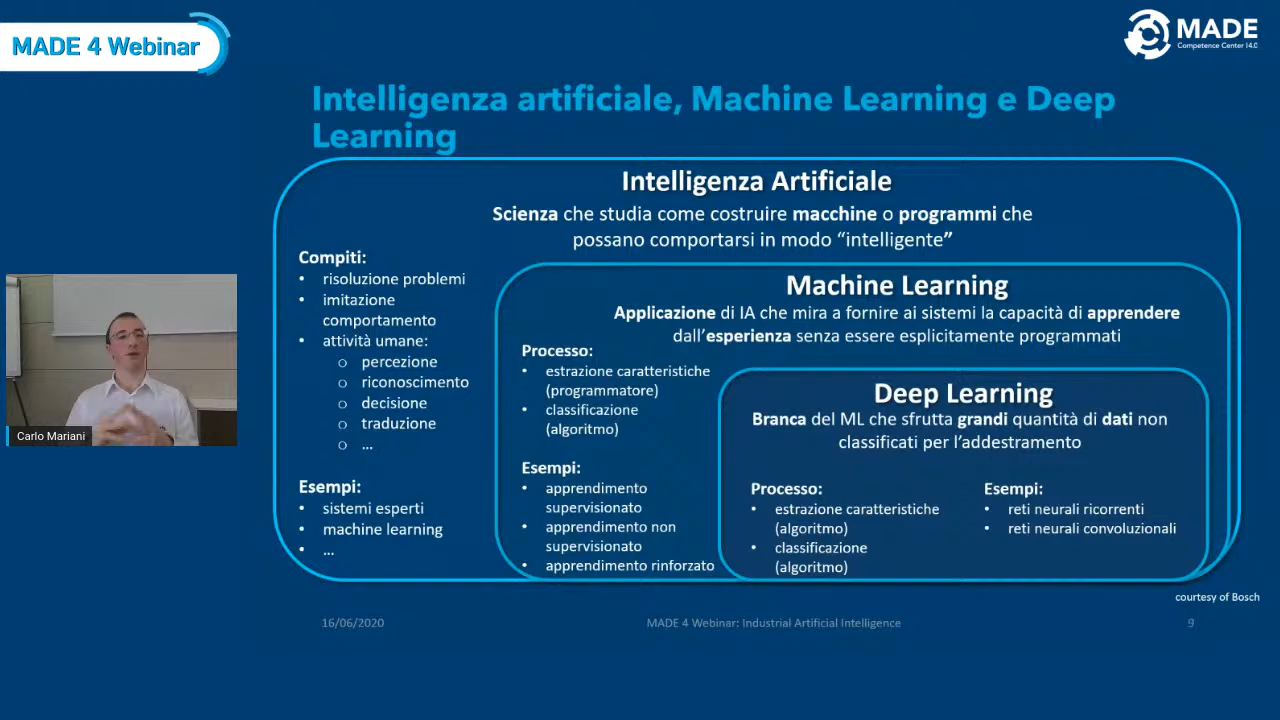 MADE 4 Webinar
MADE
Competence Center I4.0
Intelligenza artificiale, Machine Learning e Deep
Learning
Intelligenza Artificiale
Scienza che studia come costruire macchine o programmi che
possano comportarsi in modo “intelligente”
Compiti:
• risoluzione problemi
• imitazione
comportamento
• attività umane:
o percezione
o riconoscimento
o decisione
o traduzione
o ...
Esempi:
• sistemi esperti
• machine learning
• ...
Machine Learning
Applicazione di IA che mira a fornire ai sistemi la capacità di apprendere
dall’esperienza senza essere esplicitamente programmati
Processo:
• estrazione caratteristiche
(programmatore)
• classificazione
(algoritmo)
Esempi:
• apprendimento
supervisionato
• apprendimento non
supervisionato
• apprendimento rinforzato
Deep Learning
Branca del ML che sfrutta grandi quantità di dati non
classificati per l’addestramento
Processo:
• estrazione caratteristiche
(algoritmo)
• classificazione
(algoritmo)
Esempi:
• reti neurali ricorrenti
• reti neurali convoluzionali
Carlo Mariani
courtesy of Bosch
16/06/2020
MADE 4 Webinar: Industrial Artificial Intelligence
9